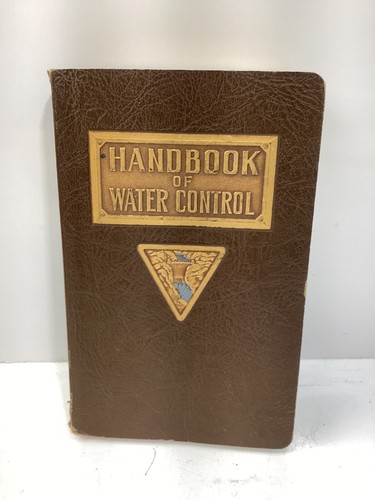 HANDBOOK
OF
WATER CONTROL